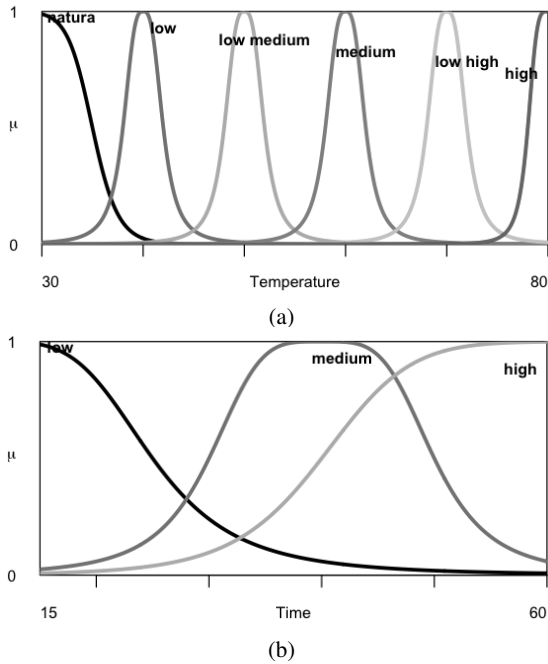 1
natura
low
low medium
medium
low high
high
μ
0
30
Temperature
80
(a)
1
low
medium
high
μ
0
15
Time
60
(b)